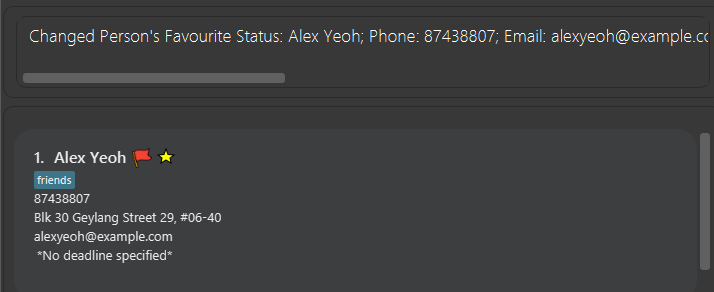 Changed Person's Favourite Status: Alex Yeoh; Phone: 87438807; Email: alexyeoh@example.co
1. Alex Yeoh
friends
87438807
Blk 30 Geylang Street 29, #06-40
alexyeoh@example.com
*No deadline specified*